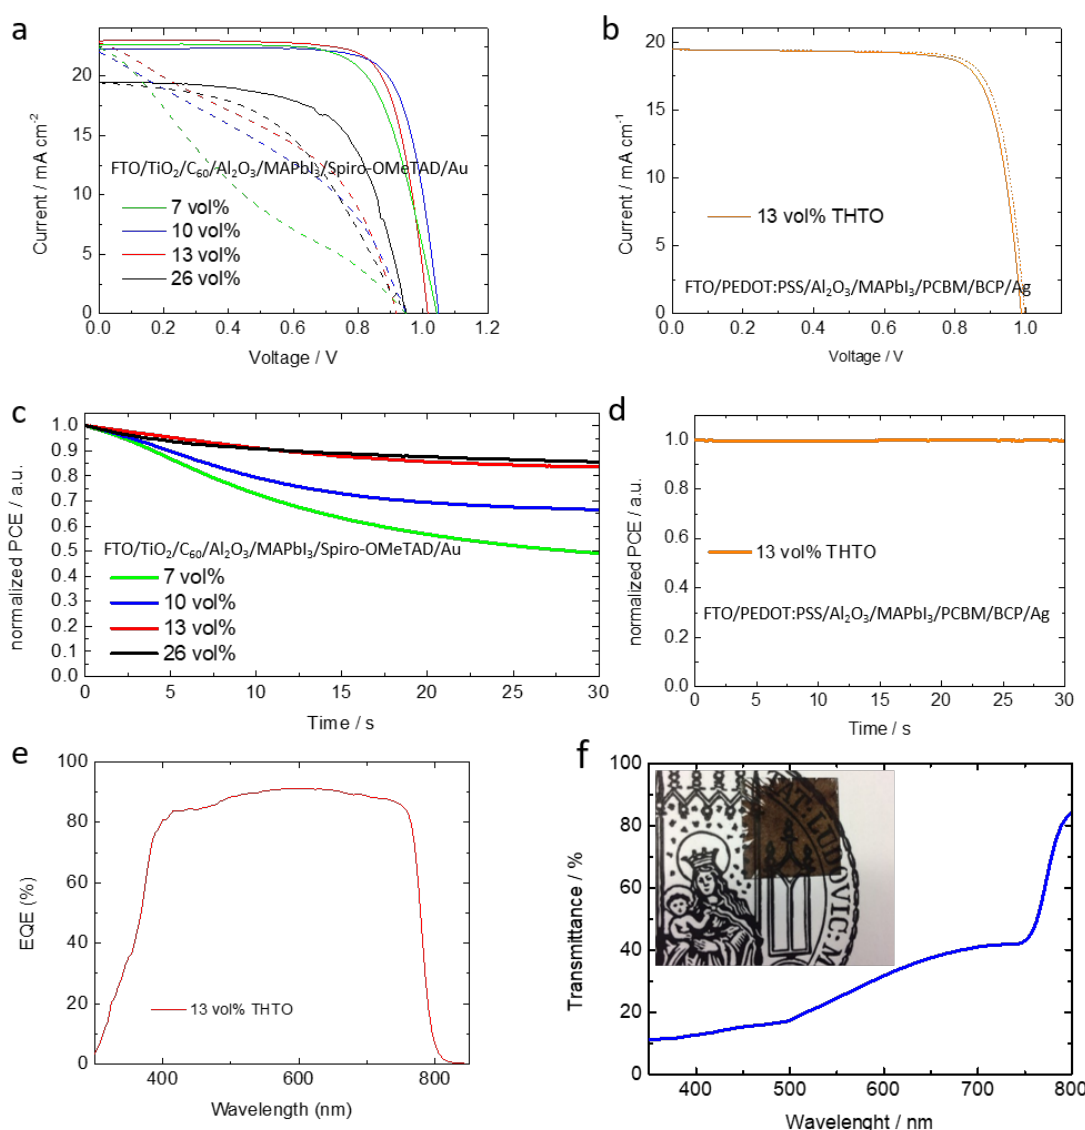 a
Current / mA cm⁻²
20
15
10
5
0
FTO/TiO₂/C₆₀/Al₂O₃/MAPbI₃/Spiro-OMeTAD/Au
7 vol%
10 vol%
13 vol%
26 vol%
0.0 0.2 0.4 0.6 0.8 1.0 1.2
Voltage / V
b
Current / mA cm⁻¹
20
15
10
5
0
13 vol% THTO
FTO/PEDOT:PSS/Al₂O₃/MAPbI₃/PCBM/BCP/Ag
0.0 0.2 0.4 0.6 0.8 1.0
Voltage / V
c
normalized PCE / a.u.
1.0
0.9
0.8
0.7
0.6
0.5
0.4
0.3
0.2
0.1
0.0
FTO/TiO₂/C₆₀/Al₂O₃/MAPbI₃/Spiro-OMeTAD/Au
7 vol%
10 vol%
13 vol%
26 vol%
0 5 10 15 20 25 30
Time / s
d
normalized PCE / a.u.
1.0
0.8
0.6
0.4
0.2
0.0
13 vol% THTO
FTO/PEDOT:PSS/Al₂O₃/MAPbI₃/PCBM/BCP/Ag
0 5 10 15 20 25 30
Time / s
e
EQE (%)
100
80
60
40
20
0
13 vol% THTO
400 600 800
Wavelength (nm)
f
Transmittance / %
100
80
60
40
20
0
LUDOVIC: M
400 500 600 700 800
Wavelenght / nm